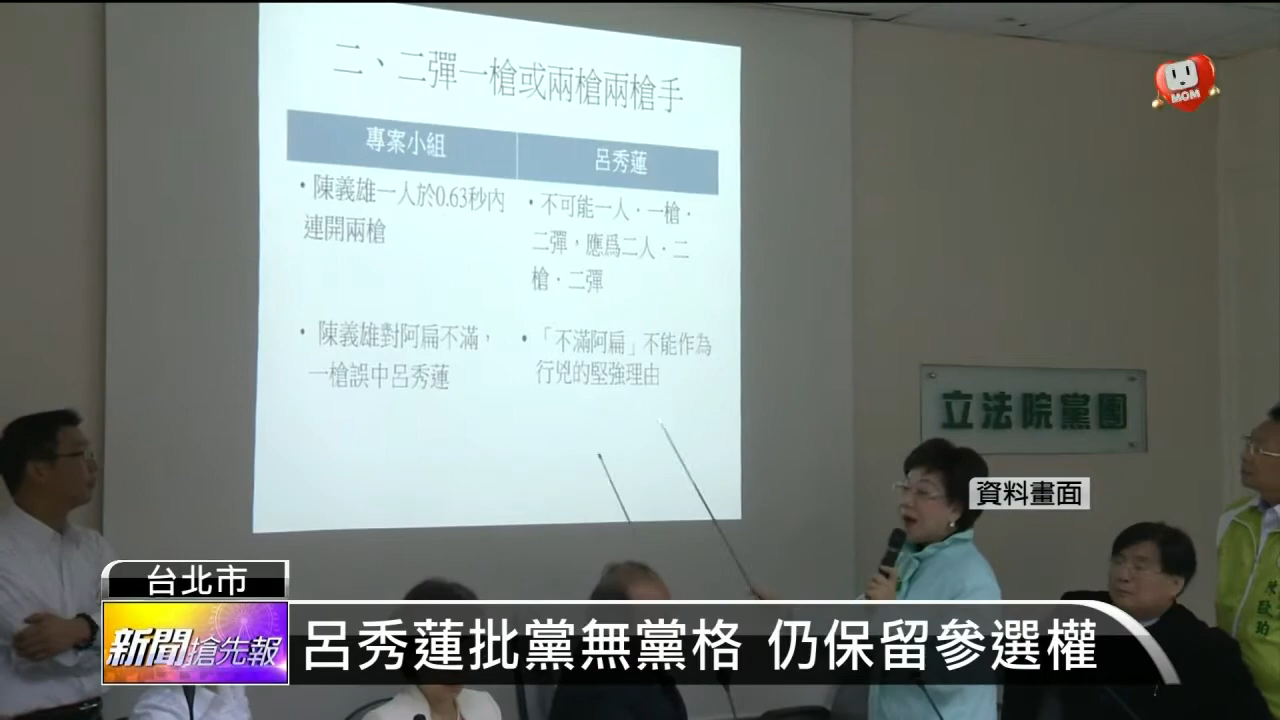 二、二彈一槍或兩槍兩槍手
專案小組
呂秀蓮
• 陳義雄一人於0.63秒內
連開兩槍
• 不可能一人．一槍．
二彈，應為二人．二
槍．二彈
• 陳義雄對阿扁不滿，
一槍誤中呂秀蓮
• 「不滿阿扁」不能作為
行兇的堅強理由
MOM
立法院黨團
資料畫面
台北市
新聞搶先報
呂秀蓮批黨無黨格 仍保留參選權